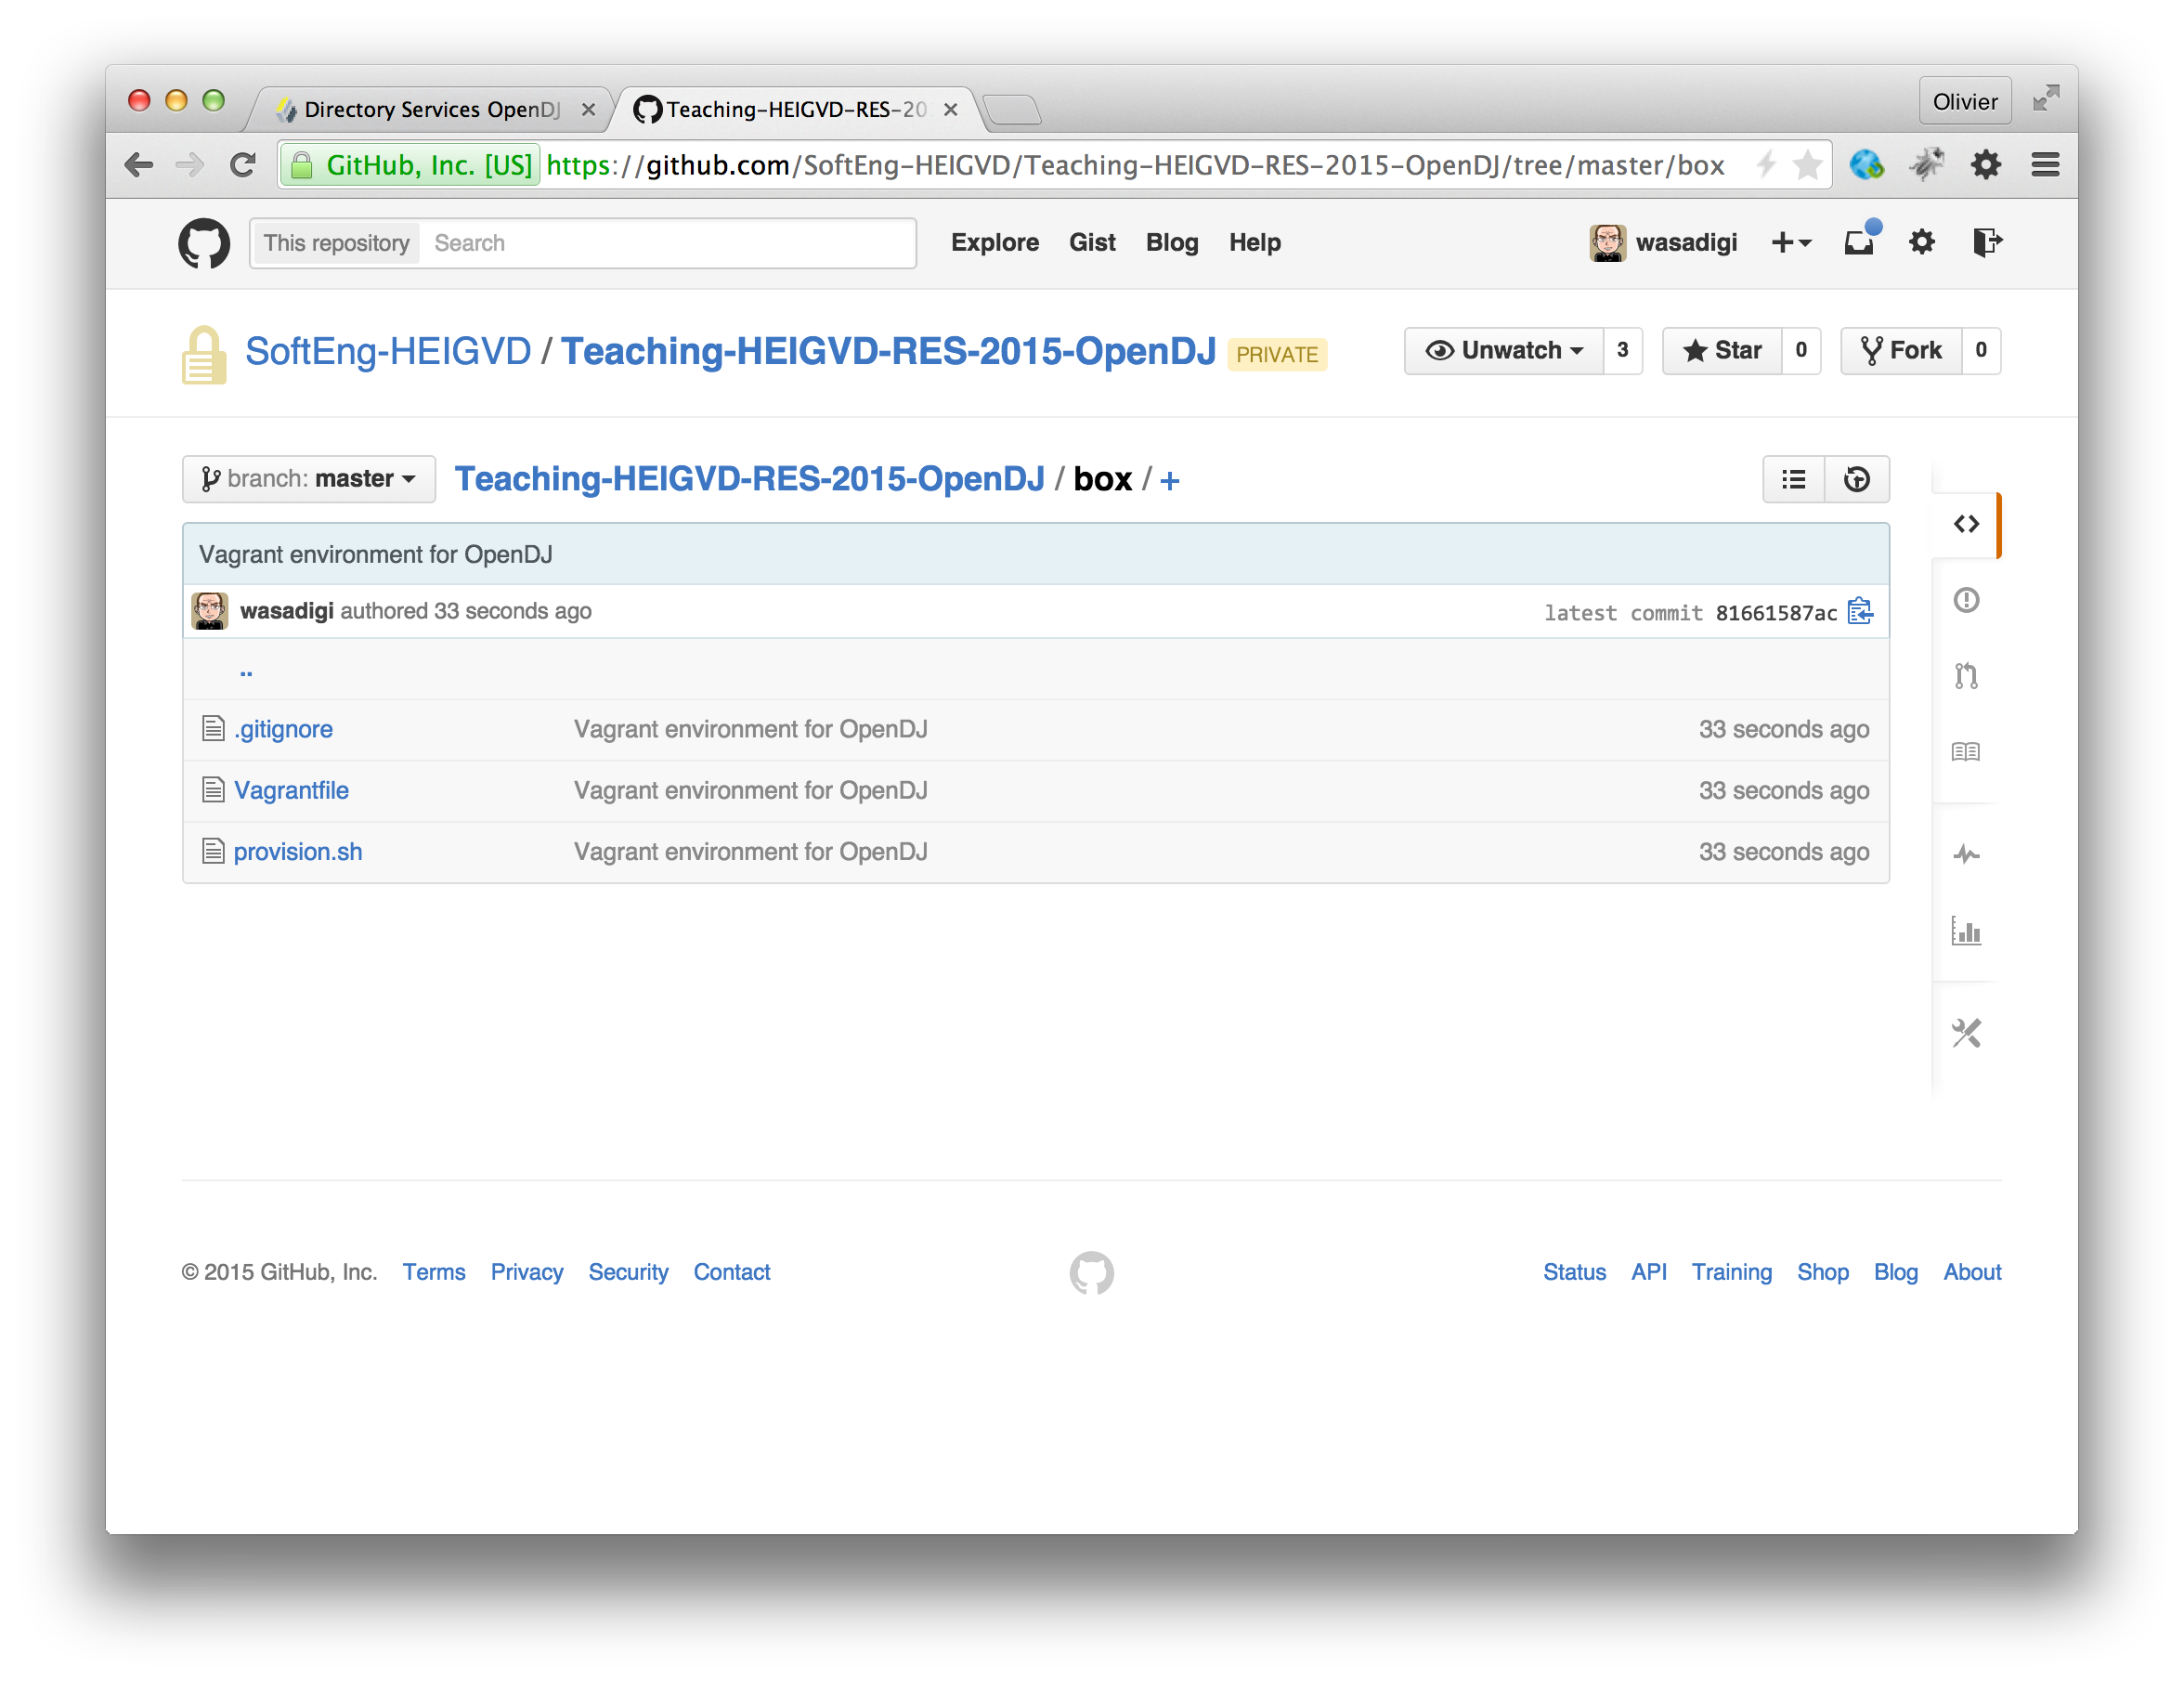 Directory Services OpenDJ
Teaching-HEIGVD-RES-20
Olivier
GitHub, Inc. [US] https://github.com/SoftEng-HEIGVD/Teaching-HEIGVD-RES-2015-OpenDJ/tree/master/box
This repository Search Explore Gist Blog Help wasadigi
SoftEng-HEIGVD / Teaching-HEIGVD-RES-2015-OpenDJ PRIVATE Unwatch 3 Star 0 Fork 0
branch: master Teaching-HEIGVD-RES-2015-OpenDJ / box / +
Vagrant environment for OpenDJ
wasadigi authored 33 seconds ago latest commit 81661587ac
..
.gitignore Vagrant environment for OpenDJ 33 seconds ago
Vagrantfile Vagrant environment for OpenDJ 33 seconds ago
provision.sh Vagrant environment for OpenDJ 33 seconds ago
© 2015 GitHub, Inc. Terms Privacy Security Contact Status API Training Shop Blog About